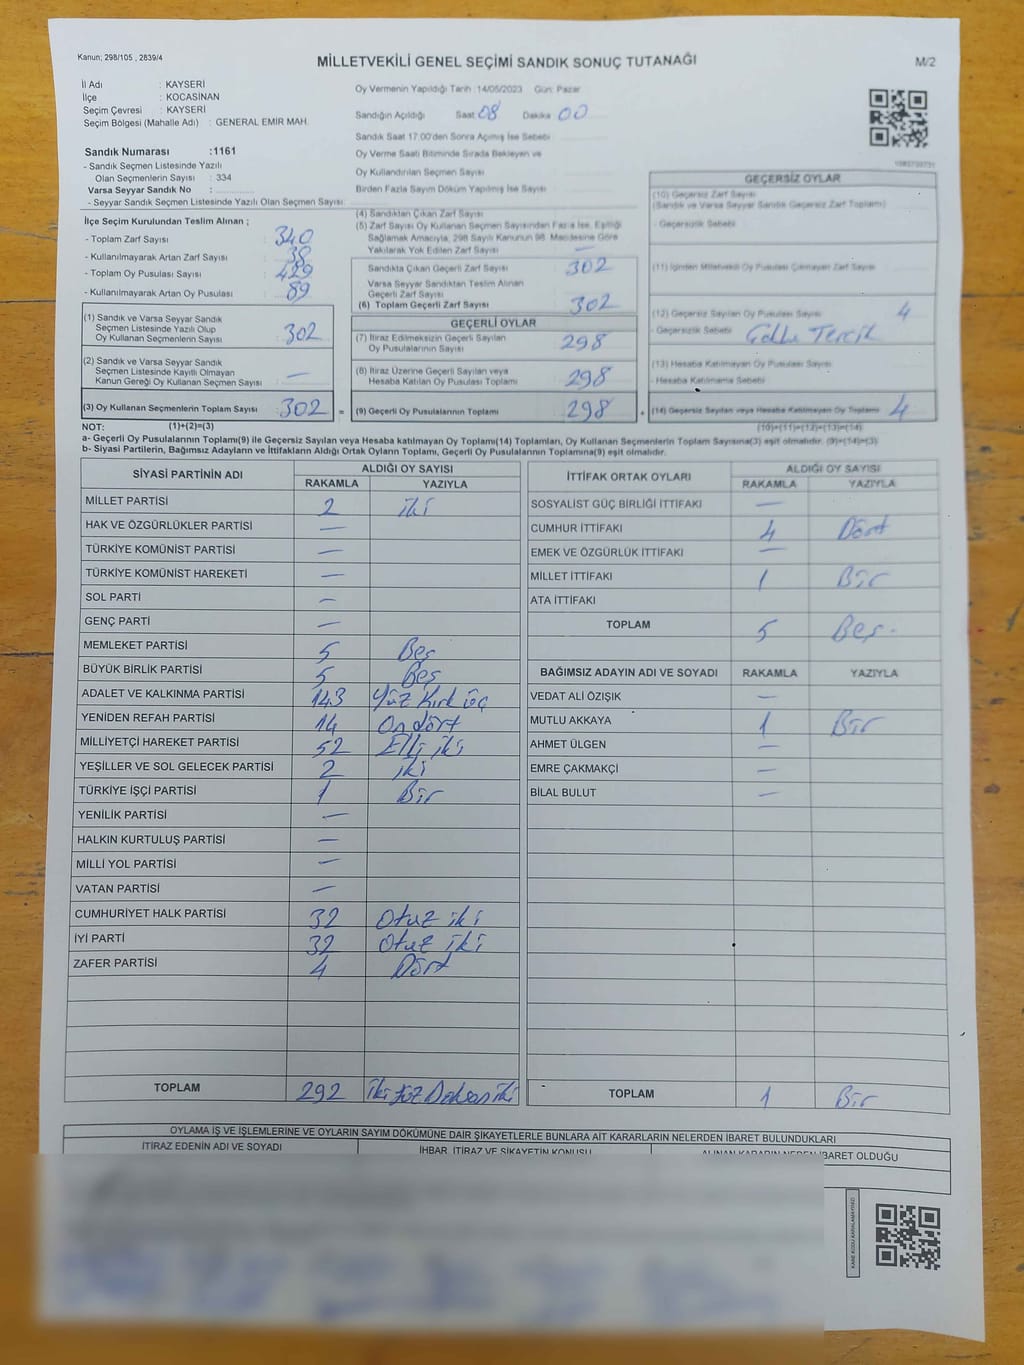 Kanun; 298/105 , 2839/4
MİLLETVEKİLİ GENEL SEÇİMİ SANDIK SONUÇ TUTANAĞI
M/2
İl Adı : KAYSERİ
İlçe : KOCASİNAN
Seçim Çevresi : KAYSERİ
Seçim Bölgesi (Mahalle Adı) : GENERAL EMİR MAH.
Sandık Numarası :1161
- Sandık Seçmen Listesinde Yazılı
Olan Seçmenlerin Sayısı : 334
Varsa Seyyar Sandık No :
- Seyyar Sandık Seçmen Listesinde Yazılı Olan Seçmen Sayısı:
Oy Vermenin Yapıldığı Tarih :14/05/2023 Gün: Pazar
Sandığın Açıldığı Saat 08 Dakika 00
Sandık Saat 17:00'den Sonra Açılmış İse Sebebi
Oy Verme Saati Bitiminde Sırada Bekleyen ve
Oy Kullandırılan Seçmen Sayısı
Birden Fazla Sayım Döküm Yapılmış İse Sayısı
İlçe Seçim Kurulundan Teslim Alınan ;
- Toplam Zarf Sayısı : 340
- Kullanılmayarak Artan Zarf Sayısı : 38
- Toplam Oy Pusulası Sayısı : 429
- Kullanılmayarak Artan Oy Pusulası : 89
(1) Sandık ve Varsa Seyyar Sandık
Seçmen Listesinde Yazılı Olup
Oy Kullanan Seçmenlerin Sayısı : 302
(2) Sandık ve Varsa Seyyar Sandık
Seçmen Listesinde Kayıtlı Olmayan
Kanun Gereği Oy Kullanan Seçmen Sayısı : —
(3) Oy Kullanan Seçmenlerin Toplam Sayısı : 302 =
(4) Sandıktan Çıkan Zarf Sayısı
(5) Zarf Sayısı Oy Kullanan Seçmen Sayısından Fazla İse, Eşitliği
Sağlamak Amacıyla, 298 Sayılı Kanunun 98. Maddesine Göre
Yakılarak Yok Edilen Zarf Sayısı —
Sandıkta Çıkan Geçerli Zarf Sayısı 302
Varsa Seyyar Sandıktan Teslim Alınan
Geçerli Zarf Sayısı
(6) Toplam Geçerli Zarf Sayısı 302
GEÇERLİ OYLAR
(7) İtiraz Edilmeksizin Geçerli Sayılan
Oy Pusulalarının Sayısı 298
(8) İtiraz Üzerine Geçerli Sayılan veya
Hesaba Katılan Oy Pusulası Toplamı 298
(9) Geçerli Oy Pusulalarının Toplamı 298 +
GEÇERSİZ OYLAR
(10) Geçersiz Zarf Sayısı
(Sandık ve Varsa Seyyar Sandık Geçersiz Zarf Toplamı)
- Geçersizlik Sebebi
(11) İçinden Milletvekili Oy Pusulası Çıkmayan Zarf Sayısı
(12) Geçersiz Sayılan Oy Pusulası Sayısı 4
- Geçersizlik Sebebi Tercih
(13) Hesaba Katılmayan Oy Pusulası Sayısı
- Hesaba Katılmama Sebebi
(14) Geçersiz Sayılan veya Hesaba Katılmayan Oy Toplamı 4
NOT: (1)+(2)=(3) (10)+(11)+(12)+(13)=(14)
a- Geçerli Oy Pusulalarının Toplamı(9) ile Geçersiz Sayılan veya Hesaba katılmayan Oy Toplamı(14) Toplamları, Oy Kullanan Seçmenlerin Toplam Sayısına(3) eşit olmalıdır. (9)+(14)=(3)
b- Siyasi Partilerin, Bağımsız Adayların ve İttifakların Aldığı Ortak Oyların Toplamı, Geçerli Oy Pusulalarının Toplamına(9) eşit olmalıdır.
SİYASİ PARTİNİN ADI ALDIĞI OY SAYISI
RAKAMLA YAZIYLA
MİLLET PARTİSİ 2 iki
HAK VE ÖZGÜRLÜKLER PARTİSİ —
TÜRKİYE KOMÜNİST PARTİSİ —
TÜRKİYE KOMÜNİST HAREKETİ —
SOL PARTİ —
GENÇ PARTİ —
MEMLEKET PARTİSİ 5 Beş
BÜYÜK BİRLİK PARTİSİ 5 Beş
ADALET VE KALKINMA PARTİSİ 143 Yüz Kırk üç
YENİDEN REFAH PARTİSİ 14 On dört
MİLLİYETÇİ HAREKET PARTİSİ 52 Elli iki
YEŞİLLER VE SOL GELECEK PARTİSİ 2 iki
TÜRKİYE İŞÇİ PARTİSİ 1 Bir
YENİLİK PARTİSİ —
HALKIN KURTULUŞ PARTİSİ —
MİLLİ YOL PARTİSİ —
VATAN PARTİSİ —
CUMHURİYET HALK PARTİSİ 32 Otuz iki
İYİ PARTİ 32 Otuz iki
ZAFER PARTİSİ 4 Dört
TOPLAM 292 iki yüz Doksan iki
İTTİFAK ORTAK OYLARI ALDIĞI OY SAYISI
RAKAMLA YAZIYLA
SOSYALİST GÜÇ BİRLİĞİ İTTİFAKI —
CUMHUR İTTİFAKI 4 Dört
EMEK VE ÖZGÜRLÜK İTTİFAKI —
MİLLET İTTİFAKI 1 Bir
ATA İTTİFAKI
TOPLAM 5 Beş.
BAĞIMSIZ ADAYIN ADI VE SOYADI RAKAMLA YAZIYLA
VEDAT ALİ ÖZIŞIK —
MUTLU AKKAYA 1 Bir
AHMET ÜLGEN —
EMRE ÇAKMAKÇİ —
BİLAL BULUT —
TOPLAM 1 Bir
OYLAMA İŞ VE İŞLEMLERİNE VE OYLARIN SAYIM DÖKÜMÜNE DAİR ŞİKAYETLERLE BUNLARA AİT KARARLARIN NELERDEN İBARET BULUNDUKLARI
İTİRAZ EDENİN ADI VE SOYADI İHBAR, İTİRAZ VE ŞİKAYETİN KONUSU ALINAN KARARIN NEDEN İBARET OLDUĞU